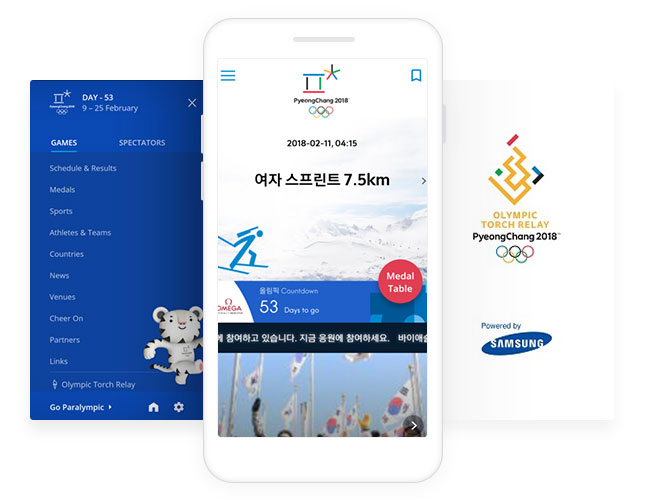 DAY - 53
9 – 25 February
GAMES
SPECTATORS
Schedule & Results
Medals
Sports
Athletes & Teams
Countries
News
Venues
Cheer On
Partners
Links
Olympic Torch Relay
Go Paralympic
PyeongChang 2018™
2018-02-11, 04:15
여자 스프린트 7.5km
Medal
Table
OMEGA
올림픽 Countdown
53 Days to go
에 참여하고 있습니다. 지금 응원에 참여하세요. 바이애슬
OLYMPIC
TORCH RELAY
PyeongChang 2018™
Powered by
SAMSUNG